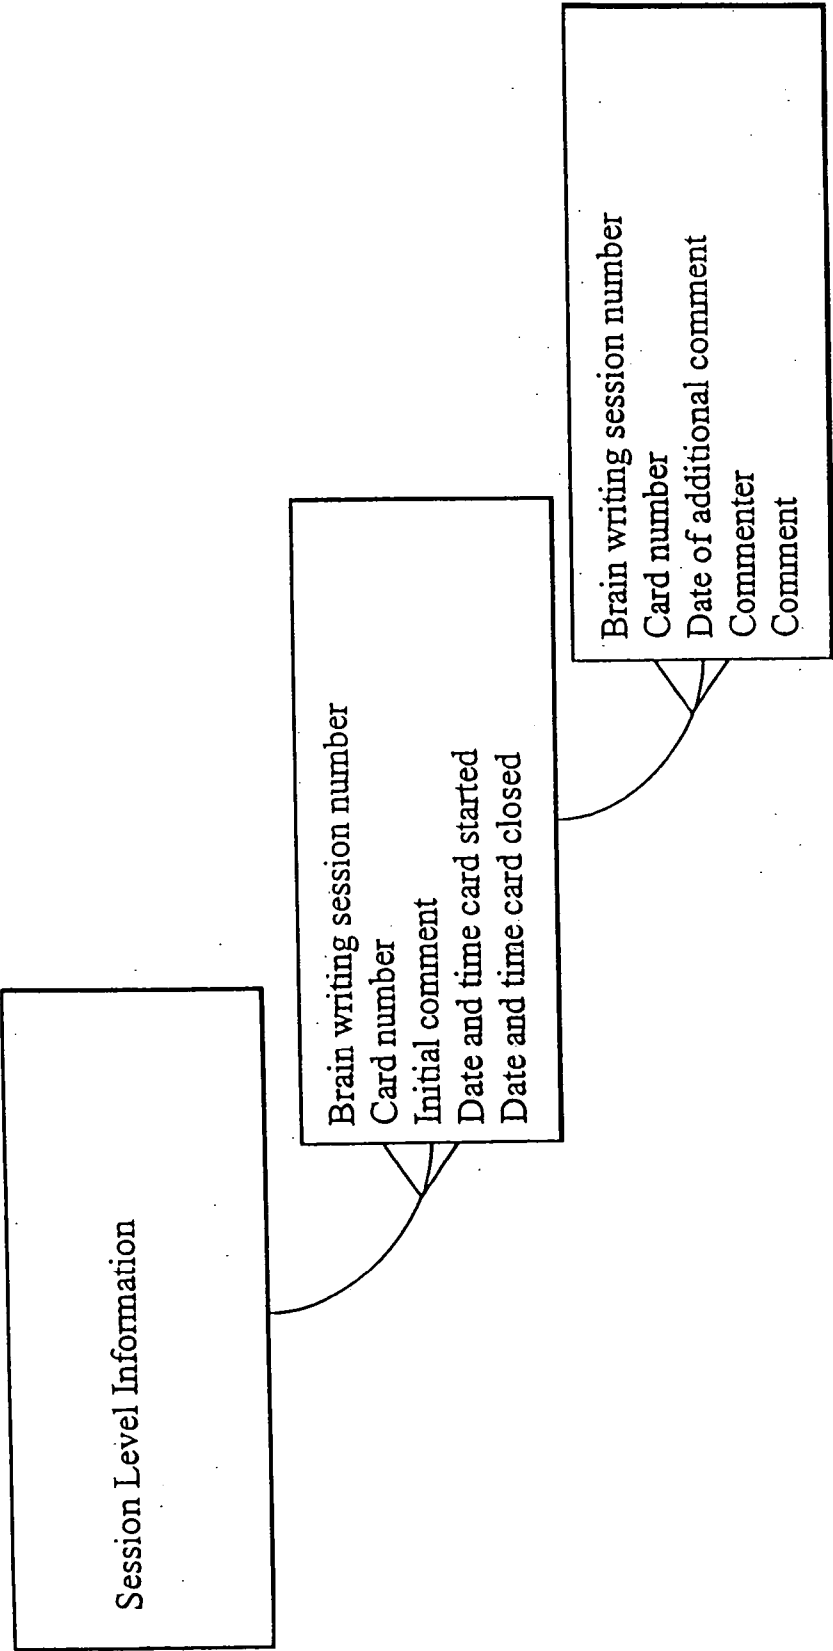 Session Level Information
Brain writing session number
Card number
Initial comment
Date and time card started
Date and time card closed
Brain writing session number
Card number
Date of additional comment
Commenter
Comment